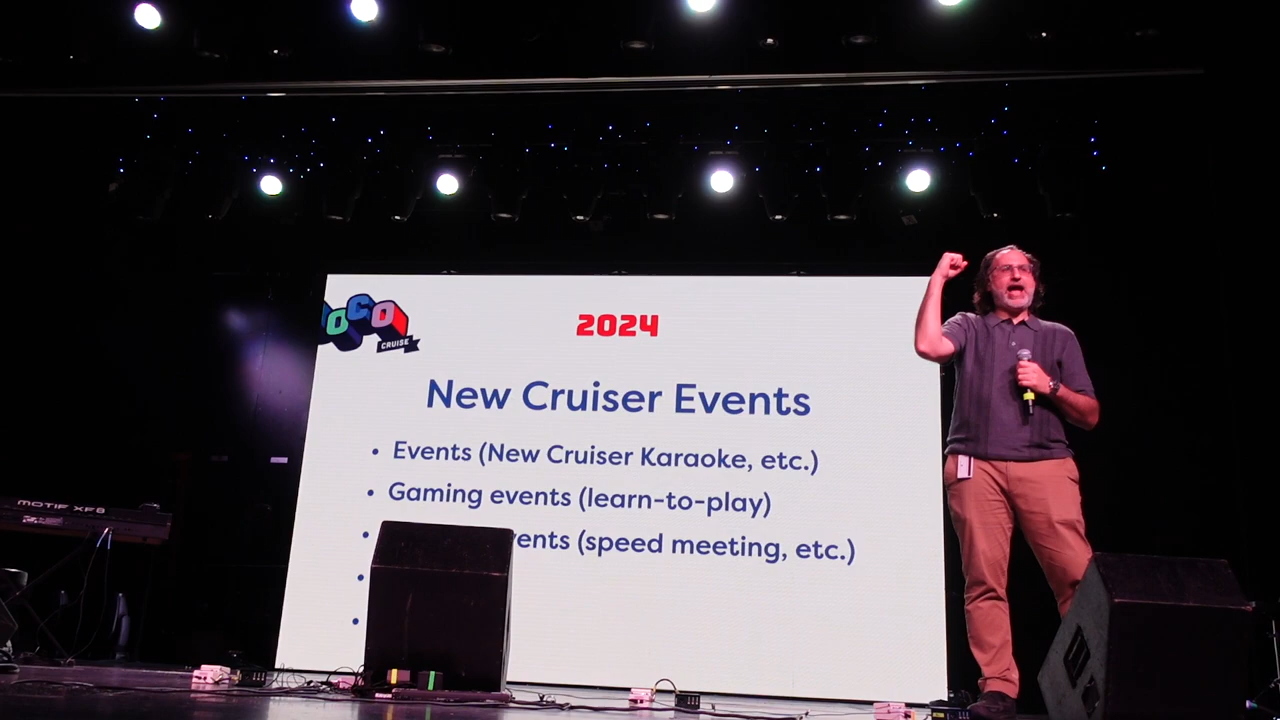 OCO
CRUISE
2024
New Cruiser Events
• Events (New Cruiser Karaoke, etc.)
• Gaming events (learn-to-play)
• vents (speed meeting, etc.)
•
•
MOTIF XF8